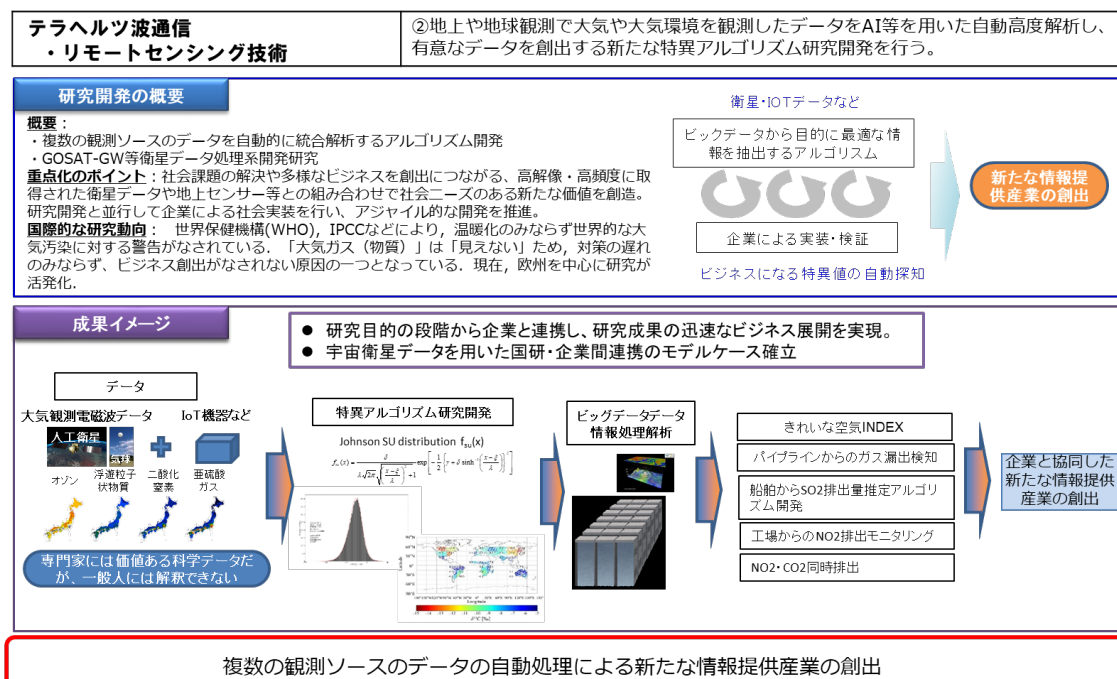 テラヘルツ波通信
・リモートセンシング技術
②地上や地球観測で大気や大気環境を観測したデータをAI等を用いた自動高度解析し、
有意なデータを創出する新たな特異アルゴリズム研究開発を行う。
研究開発の概要
概要：
・複数の観測ソースのデータを自動的に統合解析するアルゴリズム開発
・GOSAT-GW等衛星データ処理系開発研究
重点化のポイント：社会課題の解決や多様なビジネスを創出につながる、高解像・高頻度に取
得された衛星データや地上センサー等との組み合わせで社会ニーズのある新たな価値を創造。
研究開発と並行して企業による社会実装を行い、アジャイル的な開発を推進。
国際的な研究動向：　世界保健機構(WHO)，IPCCなどにより，温暖化のみならず世界的な大
気汚染に対する警告がなされている．「大気ガス（物質）」は「見えない」ため，対策の遅れ
のみならず、ビジネス創出がなされない原因の一つとなっている．現在，欧州を中心に研究が
活発化．
衛星・IOTデータなど
ビックデータから目的に最適な情
報を抽出するアルゴリスム
企業による実装・検証
ビジネスになる特異値の自動探知
新たな情報提
供産業の創出
成果イメージ
● 研究目的の段階から企業と連携し、研究成果の迅速なビジネス展開を実現。
● 宇宙衛星データを用いた国研・企業間連携のモデルケース確立
データ
大気観測電磁波データ
IoT機器など
人工衛星
気球
オゾン
浮遊粒子
状物質
二酸化
窒素
亜硫酸
ガス
専門家には価値ある科学データだ
が、一般人には解釈できない
特異アルゴリズム研究開発
Johnson SU distribution fSU(x)
ビッグデータデータ
情報処理解析
きれいな空気INDEX
パイプラインからのガス漏出検知
船舶からSO2排出量推定アルゴリ
ズム開発
工場からのNO2排出モニタリング
NO2・CO2同時排出
企業と協同した
新たな情報提供
産業の創出
複数の観測ソースのデータの自動処理による新たな情報提供産業の創出